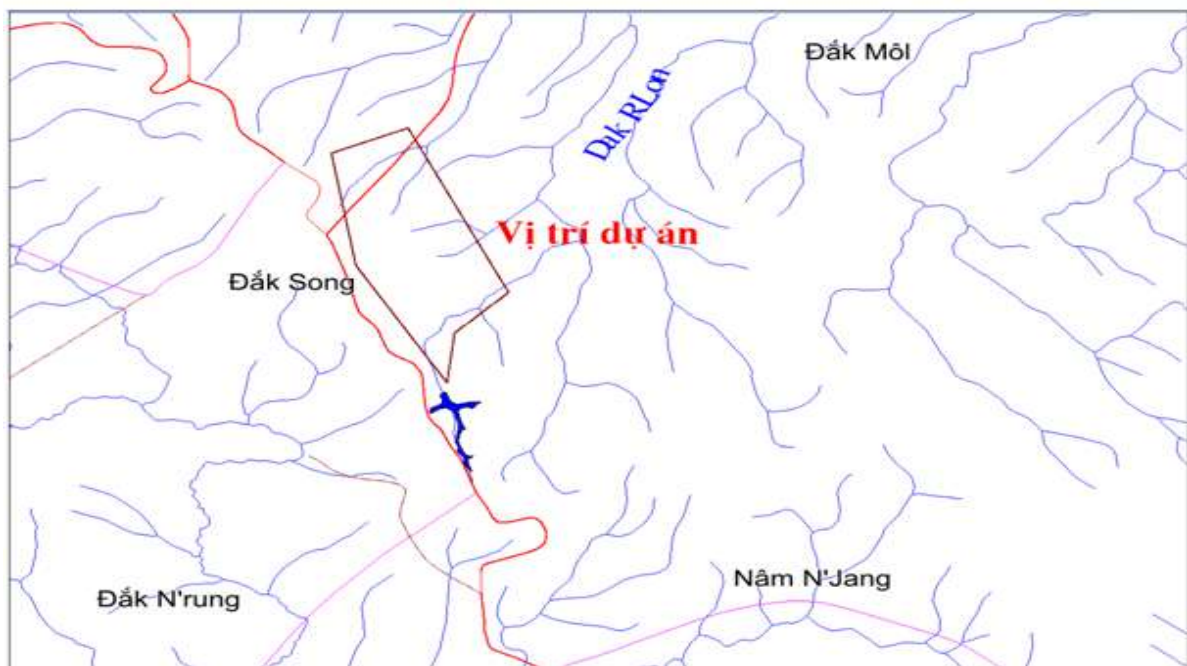 Đắk Môl
Dak RLon
Vị trí dự án
Đắk Song
Nâm N'Jang
Đắk N'rung